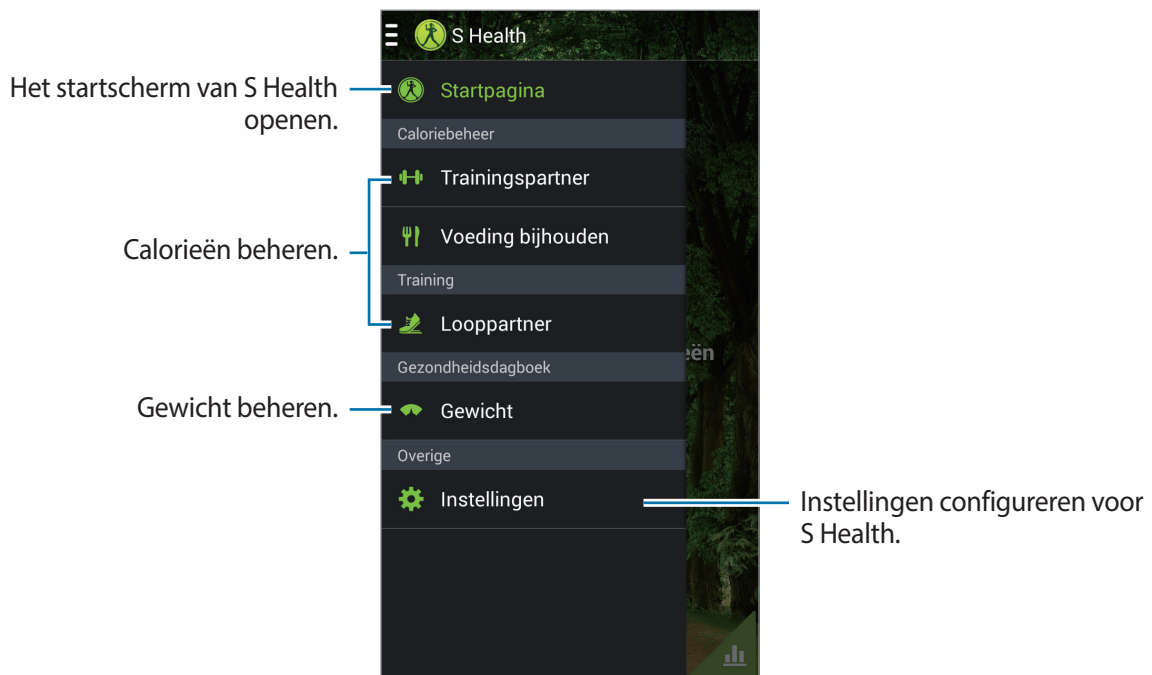 S Health
Het startscherm van S Health
openen.
Startpagina
Caloriebeheer
Trainingspartner
Voeding bijhouden
Calorieën beheren.
Training
Looppartner
eën
Gezondheidsdagboek
Gewicht beheren.
Gewicht
Overige
Instellingen
Instellingen configureren voor
S Health.